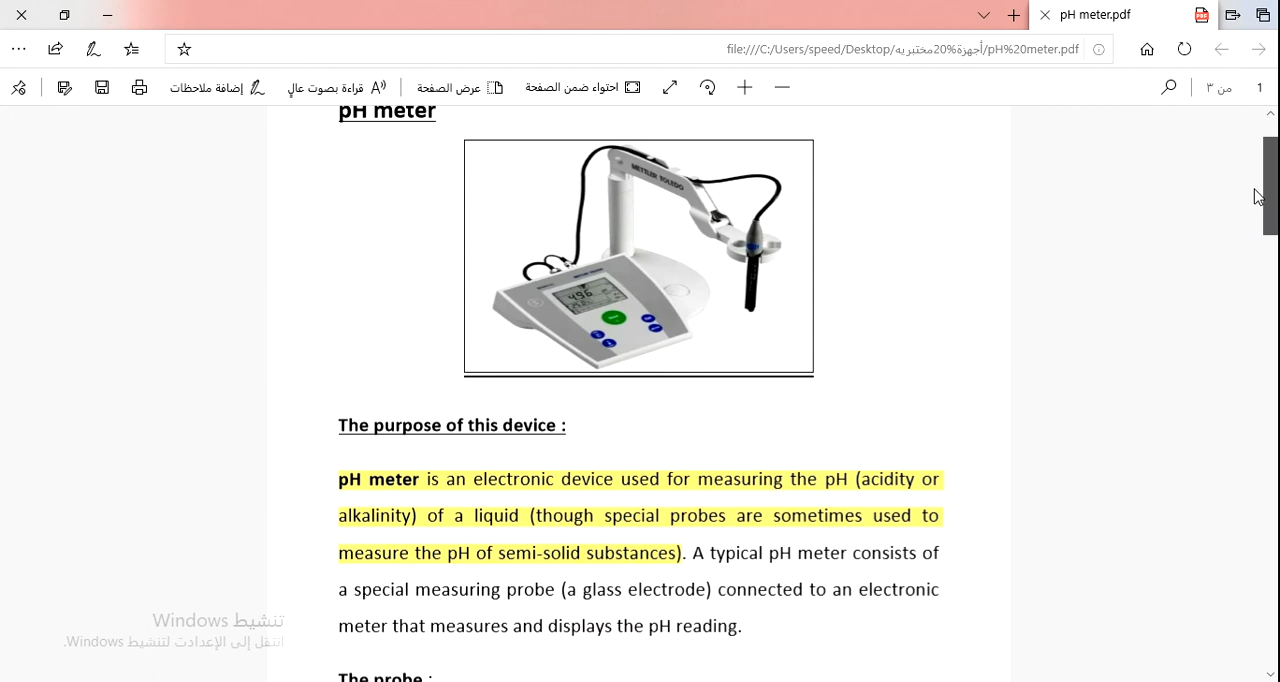 pH meter.pdf
file:///C:/Users/speed/Desktop/أجهزة%20مختبريه/pH%20meter.pdf
إضافة ملاحظات
قراءة بصوت عالٍ
عرض الصفحة
احتواء ضمن الصفحة
من ٣
1
pH meter
METTLER TOLEDO
The purpose of this device :
pH meter is an electronic device used for measuring the pH (acidity or
alkalinity) of a liquid (though special probes are sometimes used to
measure the pH of semi-solid substances). A typical pH meter consists of
a special measuring probe (a glass electrode) connected to an electronic
meter that measures and displays the pH reading.
The probe :
تنشيط Windows
انتقل إلى الإعدادات لتنشيط Windows.